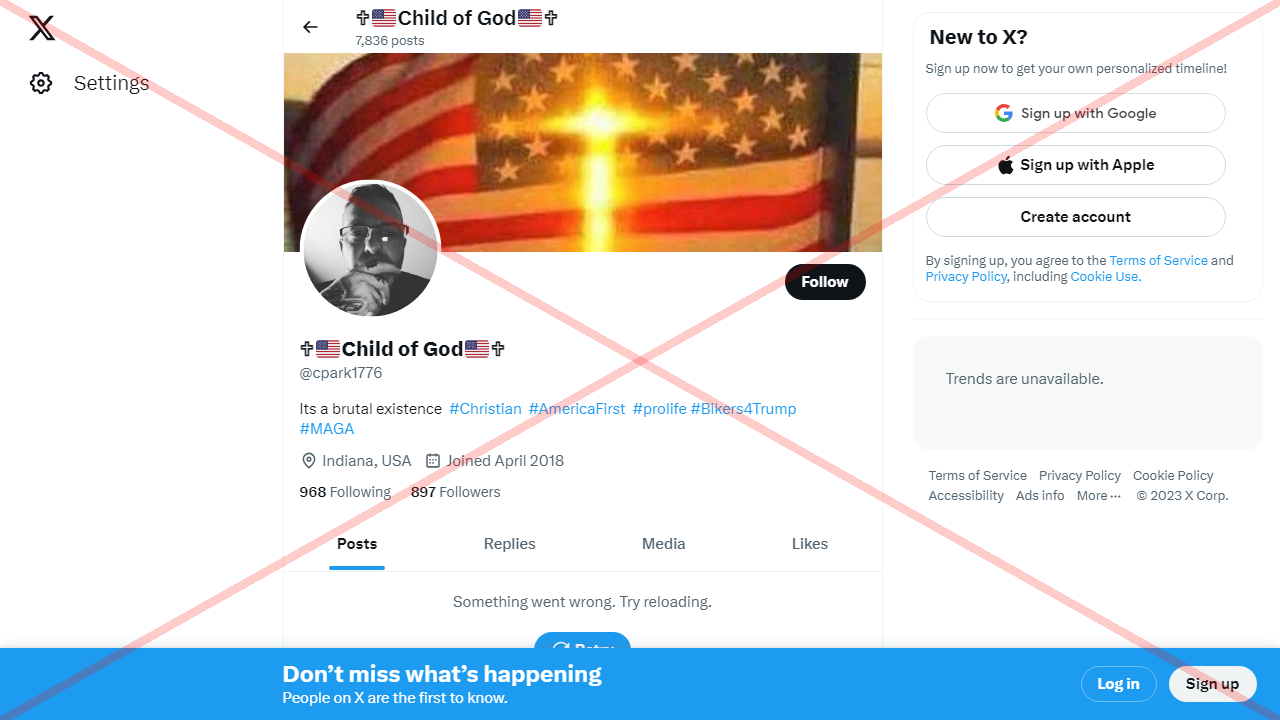 ✞🇺🇸Child of God🇺🇸✞
7,836 posts
Settings
New to X?
Sign up now to get your own personalized timeline!
Sign up with Google
Sign up with Apple
Create account
By signing up, you agree to the Terms of Service and
Privacy Policy, including Cookie Use.
Follow
✞🇺🇸Child of God🇺🇸✞
@cpark1776
Its a brutal existence #Christian #AmericaFirst #prolife #Bikers4Trump
#MAGA
Indiana, USA Joined April 2018
968 Following 897 Followers
Posts Replies Media Likes
Something went wrong. Try reloading.
Retry
Trends are unavailable.
Terms of Service Privacy Policy Cookie Policy
Accessibility Ads info More ··· © 2023 X Corp.
Don’t miss what’s happening
People on X are the first to know.
Log in Sign up